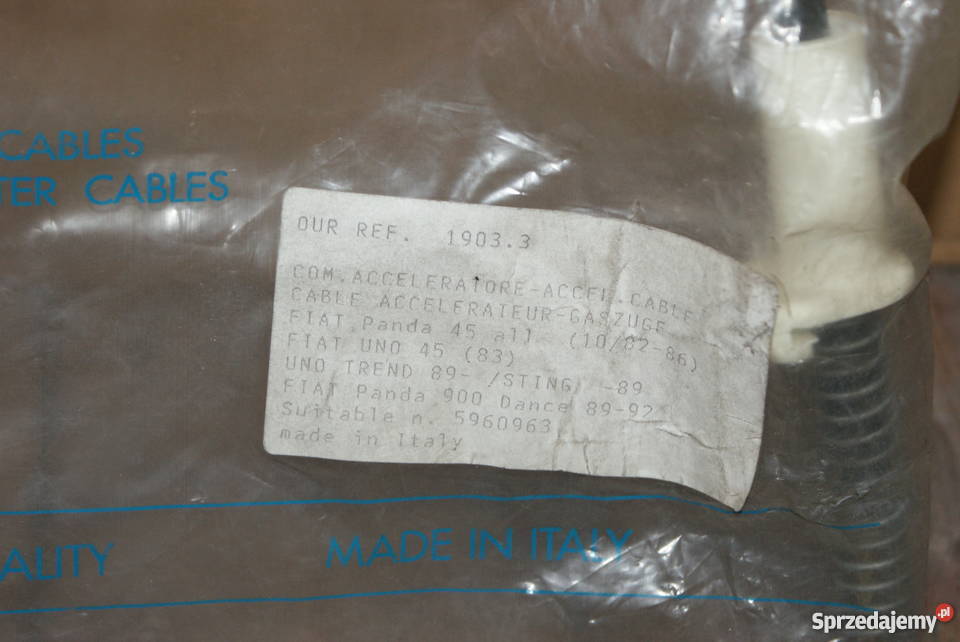 CABLES
TER CABLES
OUR REF. 1903.3
COM.ACCELERATORE-ACCEL.CABLE
CABLE ACCELERATEUR-GASZUGE
FIAT Panda 45 all (10/82-86)
FIAT UNO 45 (83)
UNO TREND 89- /STING -89
FIAT Panda 900 Dance 89-92
Suitable n. 5960963
made in Italy
ALITY
MADE IN ITALY
Sprzedajemy.pl